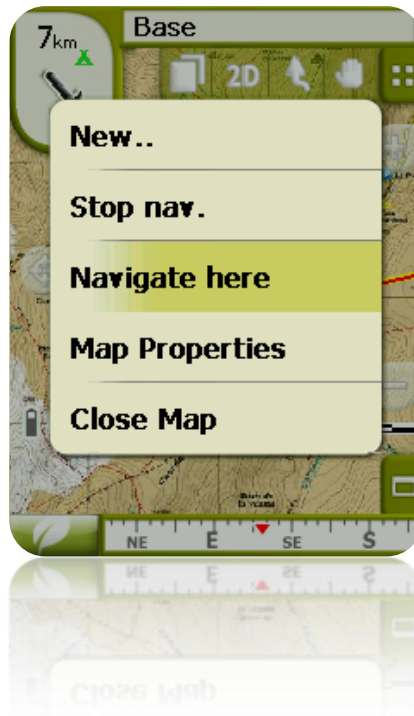 7km
Base
2D
New..
Stop nav.
Navigate here
Map Properties
Close Map
NE E SE S